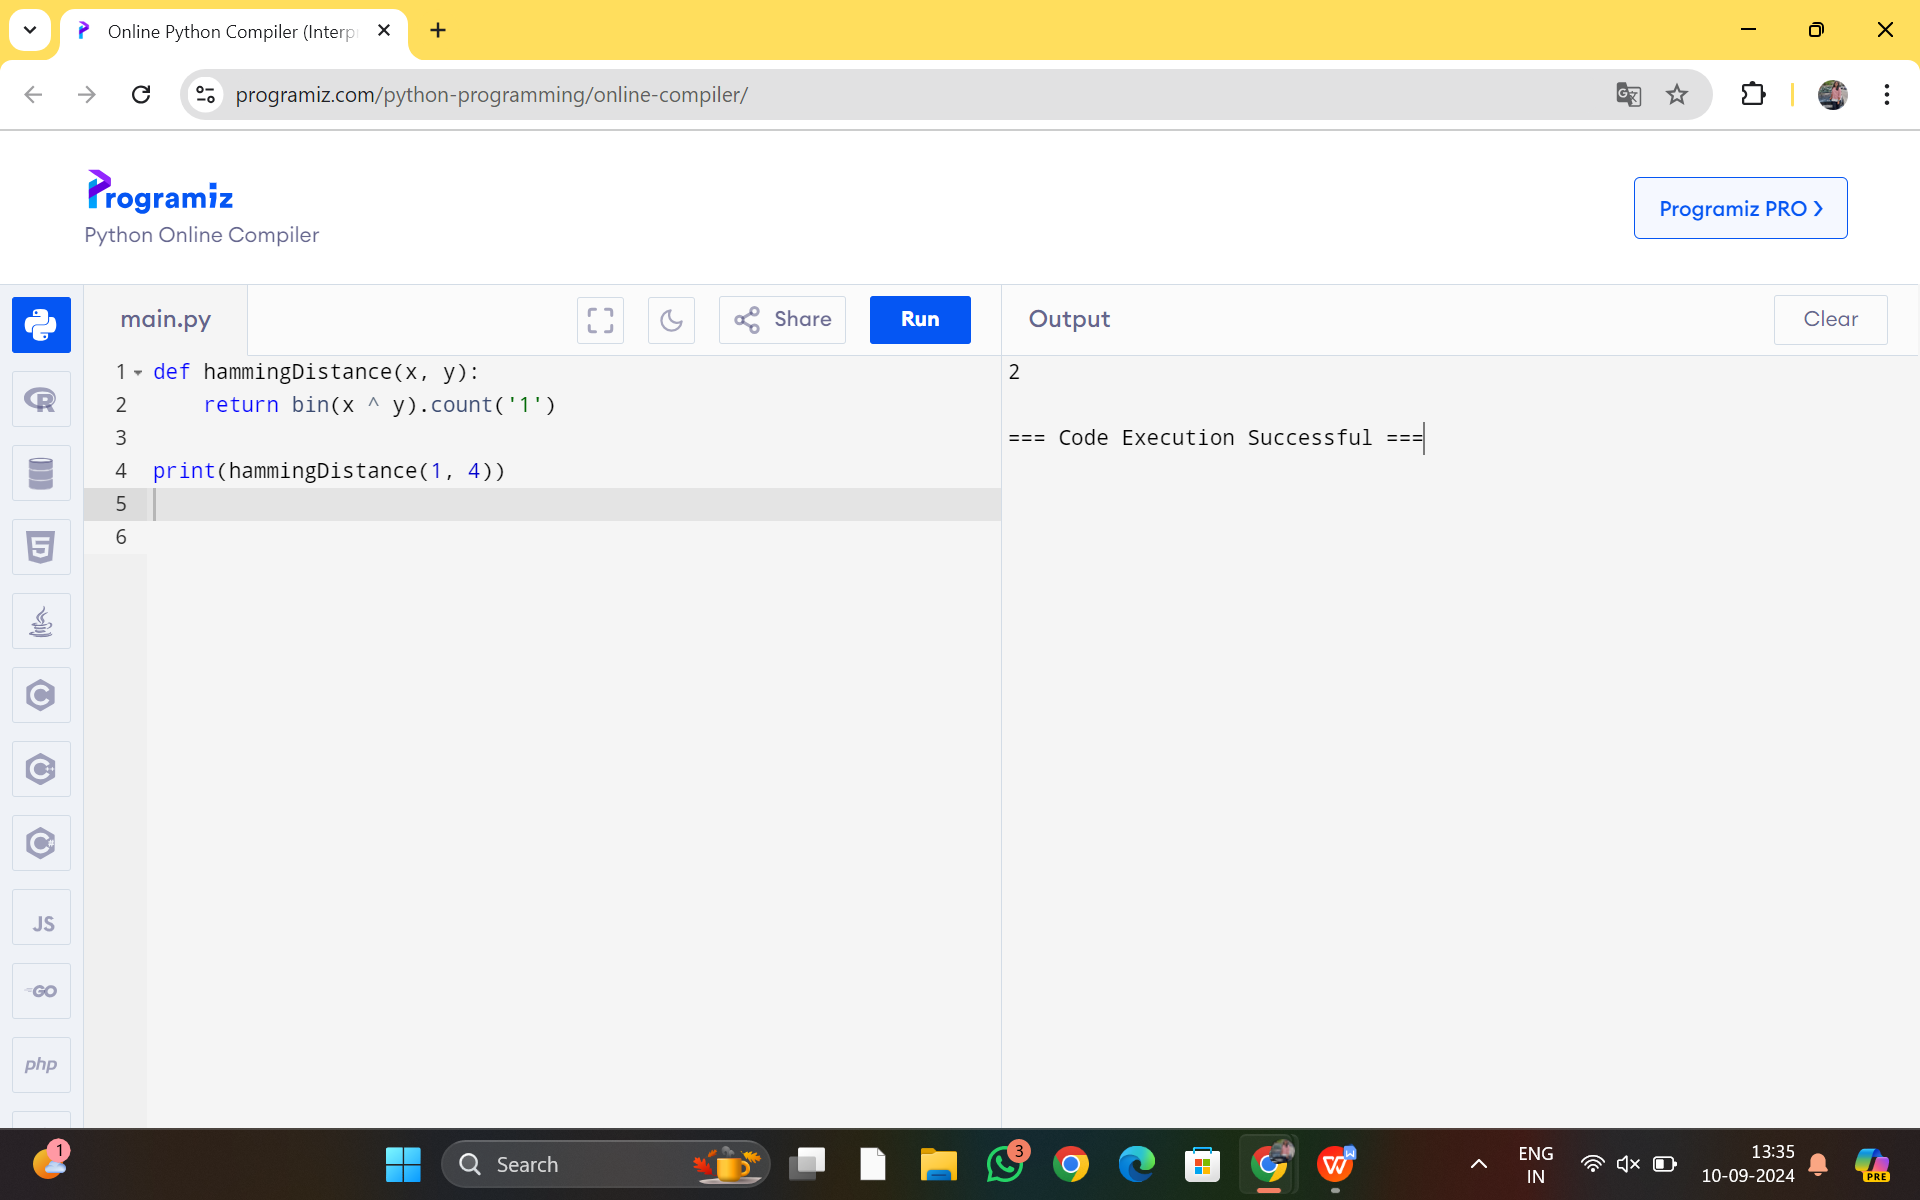 Online Python Compiler (Interp
programiz.com/python-programming/online-compiler/
Programiz
Python Online Compiler
Programiz PRO >
main.py
Share
Run
Output
Clear
1 def hammingDistance(x, y):
2     return bin(x ^ y).count('1')
3
4 print(hammingDistance(1, 4))
5
6
2
=== Code Execution Successful ===
R
5
C
C++
C#
JS
GO
php
1
Search
3
W
W
ENG
IN
13:35
10-09-2024
PRE